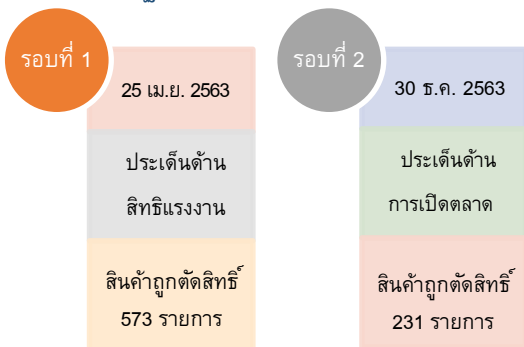 รอบที่ 1
25 เม.ย. 2563
ประเด็นด้าน
สิทธิแรงงาน
สินค้าถูกตัดสิทธิ์
573 รายการ
รอบที่ 2
30 ธ.ค. 2563
ประเด็นด้าน
การเปิดตลาด
สินค้าถูกตัดสิทธิ์
231 รายการ